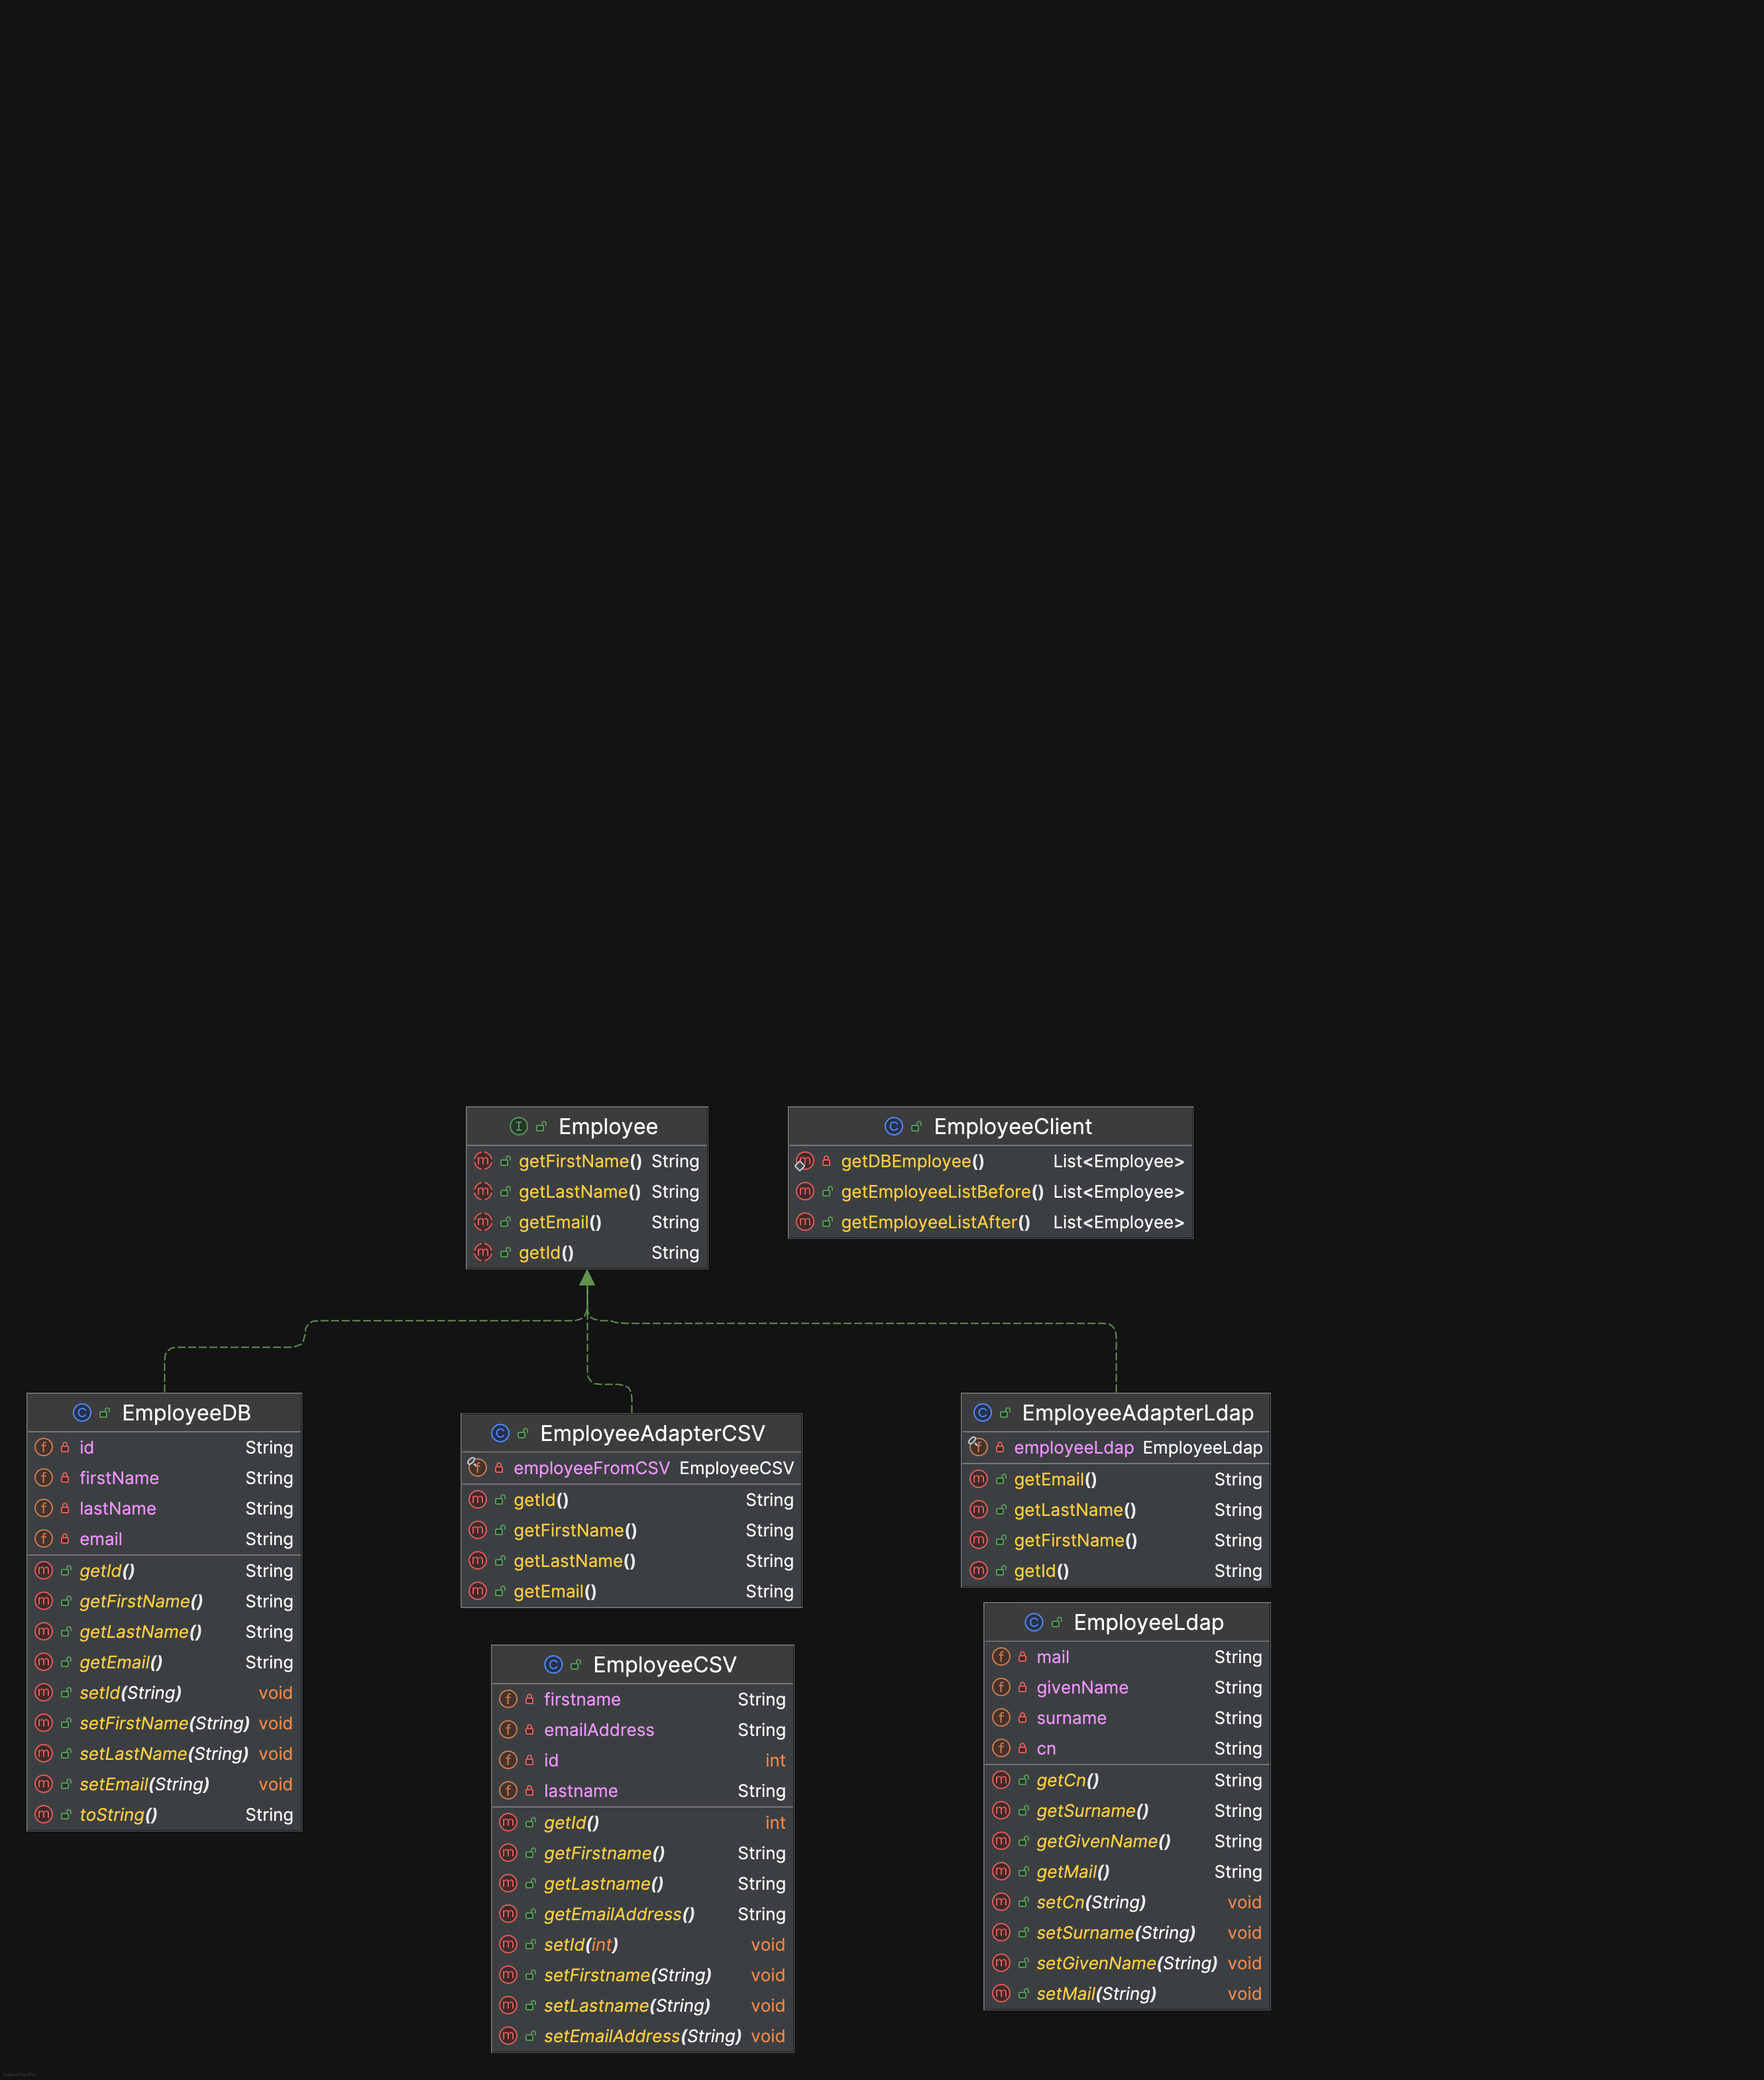 Employee
getFirstName() String
getLastName() String
getEmail() String
getId() String
EmployeeClient
getDBEmployee() List<Employee>
getEmployeeListBefore() List<Employee>
getEmployeeListAfter() List<Employee>
EmployeeDB
id String
firstName String
lastName String
email String
getId() String
getFirstName() String
getLastName() String
getEmail() String
setId(String) void
setFirstName(String) void
setLastName(String) void
setEmail(String) void
toString() String
EmployeeAdapterCSV
employeeFromCSV EmployeeCSV
getId() String
getFirstName() String
getLastName() String
getEmail() String
EmployeeCSV
firstname String
emailAddress String
id int
lastname String
getId() int
getFirstname() String
getLastname() String
getEmailAddress() String
setId(int) void
setFirstname(String) void
setLastname(String) void
setEmailAddress(String) void
EmployeeAdapterLdap
employeeLdap EmployeeLdap
getEmail() String
getLastName() String
getFirstName() String
getId() String
EmployeeLdap
mail String
givenName String
surname String
cn String
getCn() String
getSurname() String
getGivenName() String
getMail() String
setCn(String) void
setSurname(String) void
setGivenName(String) void
setMail(String) void